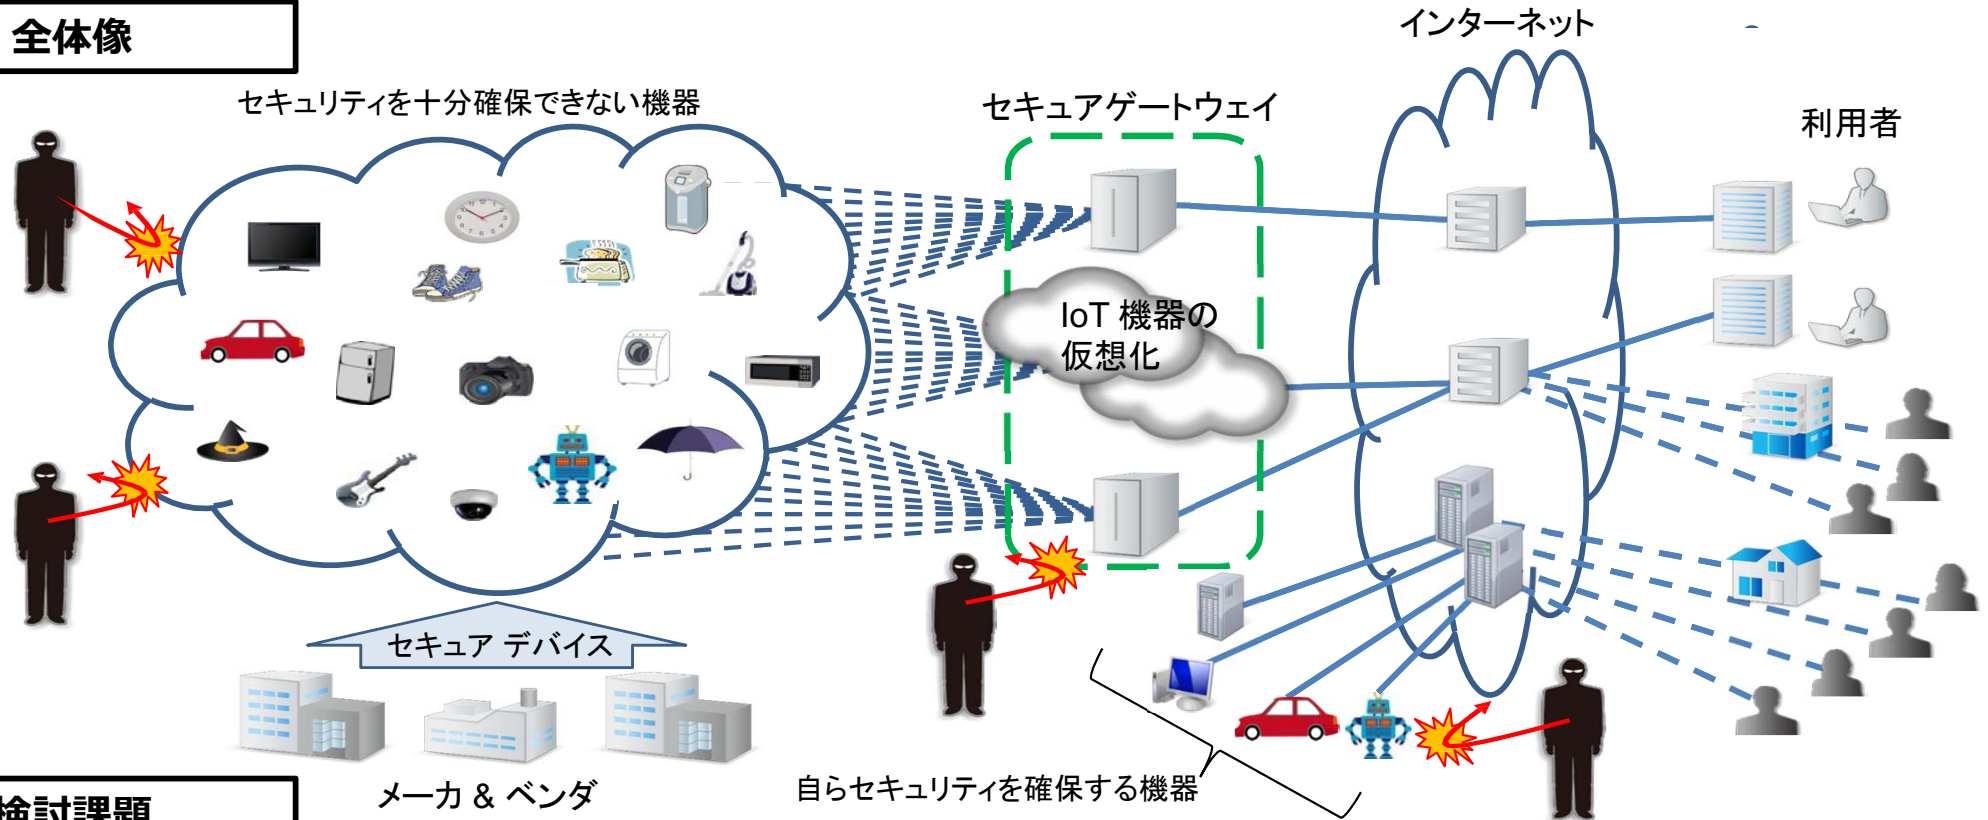 全体像
インターネット
セキュリティを十分確保できない機器
セキュアゲートウェイ
利用者
IoT 機器の
仮想化
セキュア デバイス
メーカ & ベンダ
自らセキュリティを確保する機器
検討課題